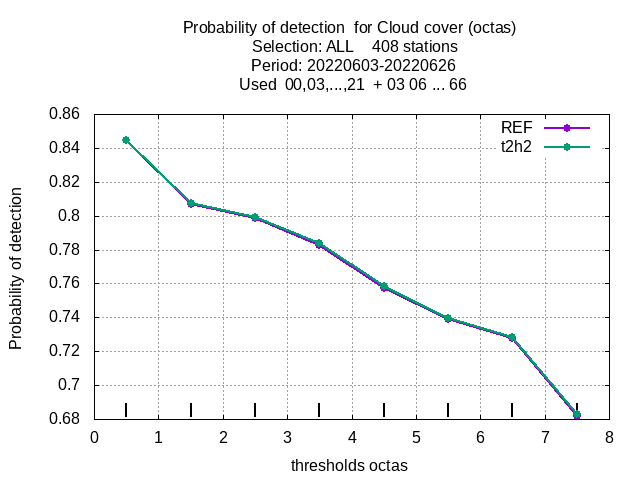 Probability of detection  for Cloud cover (octas)
Selection: ALL    408 stations
Period: 20220603-20220626
Used  00,03,...,21  + 03 06 ... 66
REF
t2h2
0.86
0.84
0.82
0.8
0.78
0.76
0.74
0.72
0.7
0.68
Probability of detection
0 1 2 3 4 5 6 7 8
thresholds octas